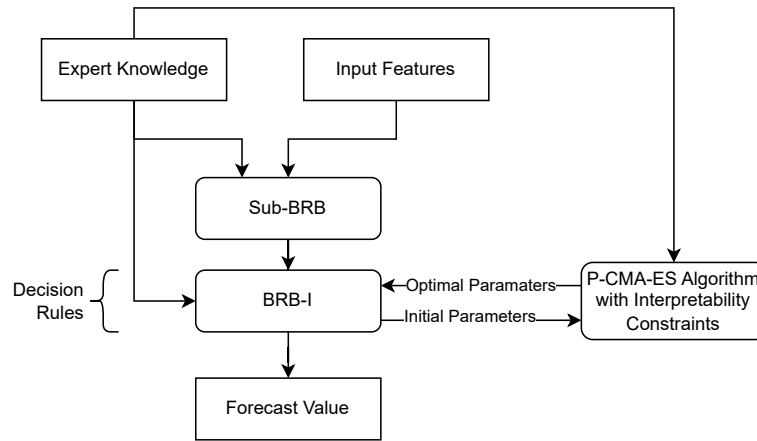 Expert Knowledge
Input Features
Sub-BRB
Decision
Rules
BRB-I
Optimal Paramaters
Initial Parameters
P-CMA-ES Algorithm
with Interpretability
Constraints
Forecast Value